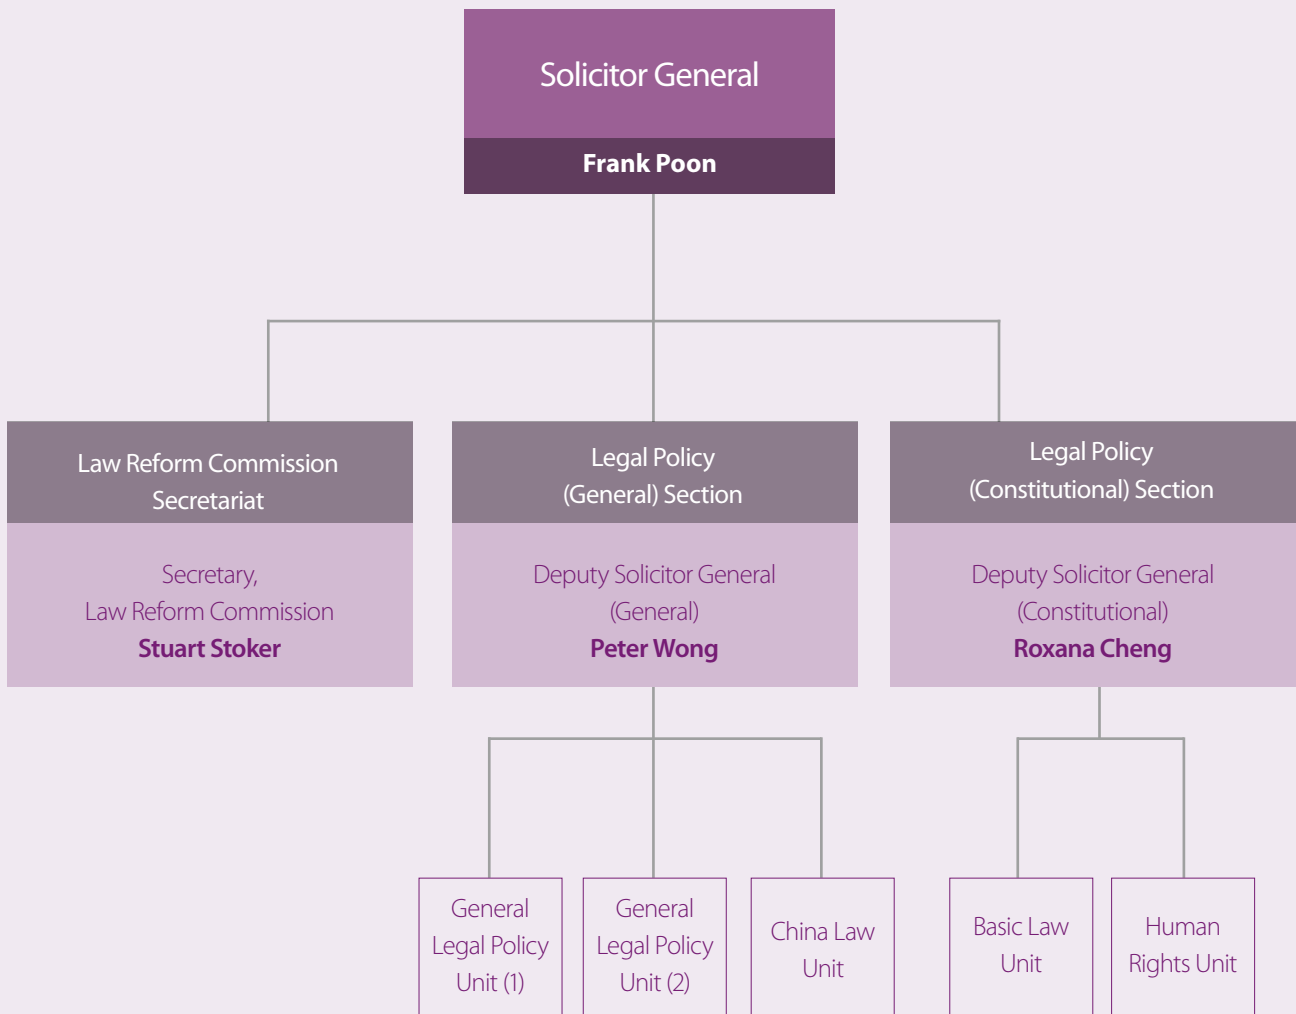 Solicitor General
Frank Poon
Law Reform Commission
Secretariat
Secretary,
Law Reform Commission
Stuart Stoker
Legal Policy
(General) Section
Deputy Solicitor General
(General)
Peter Wong
Legal Policy
(Constitutional) Section
Deputy Solicitor General
(Constitutional)
Roxana Cheng
General
Legal Policy
Unit (1)
General
Legal Policy
Unit (2)
China Law
Unit
Basic Law
Unit
Human
Rights Unit